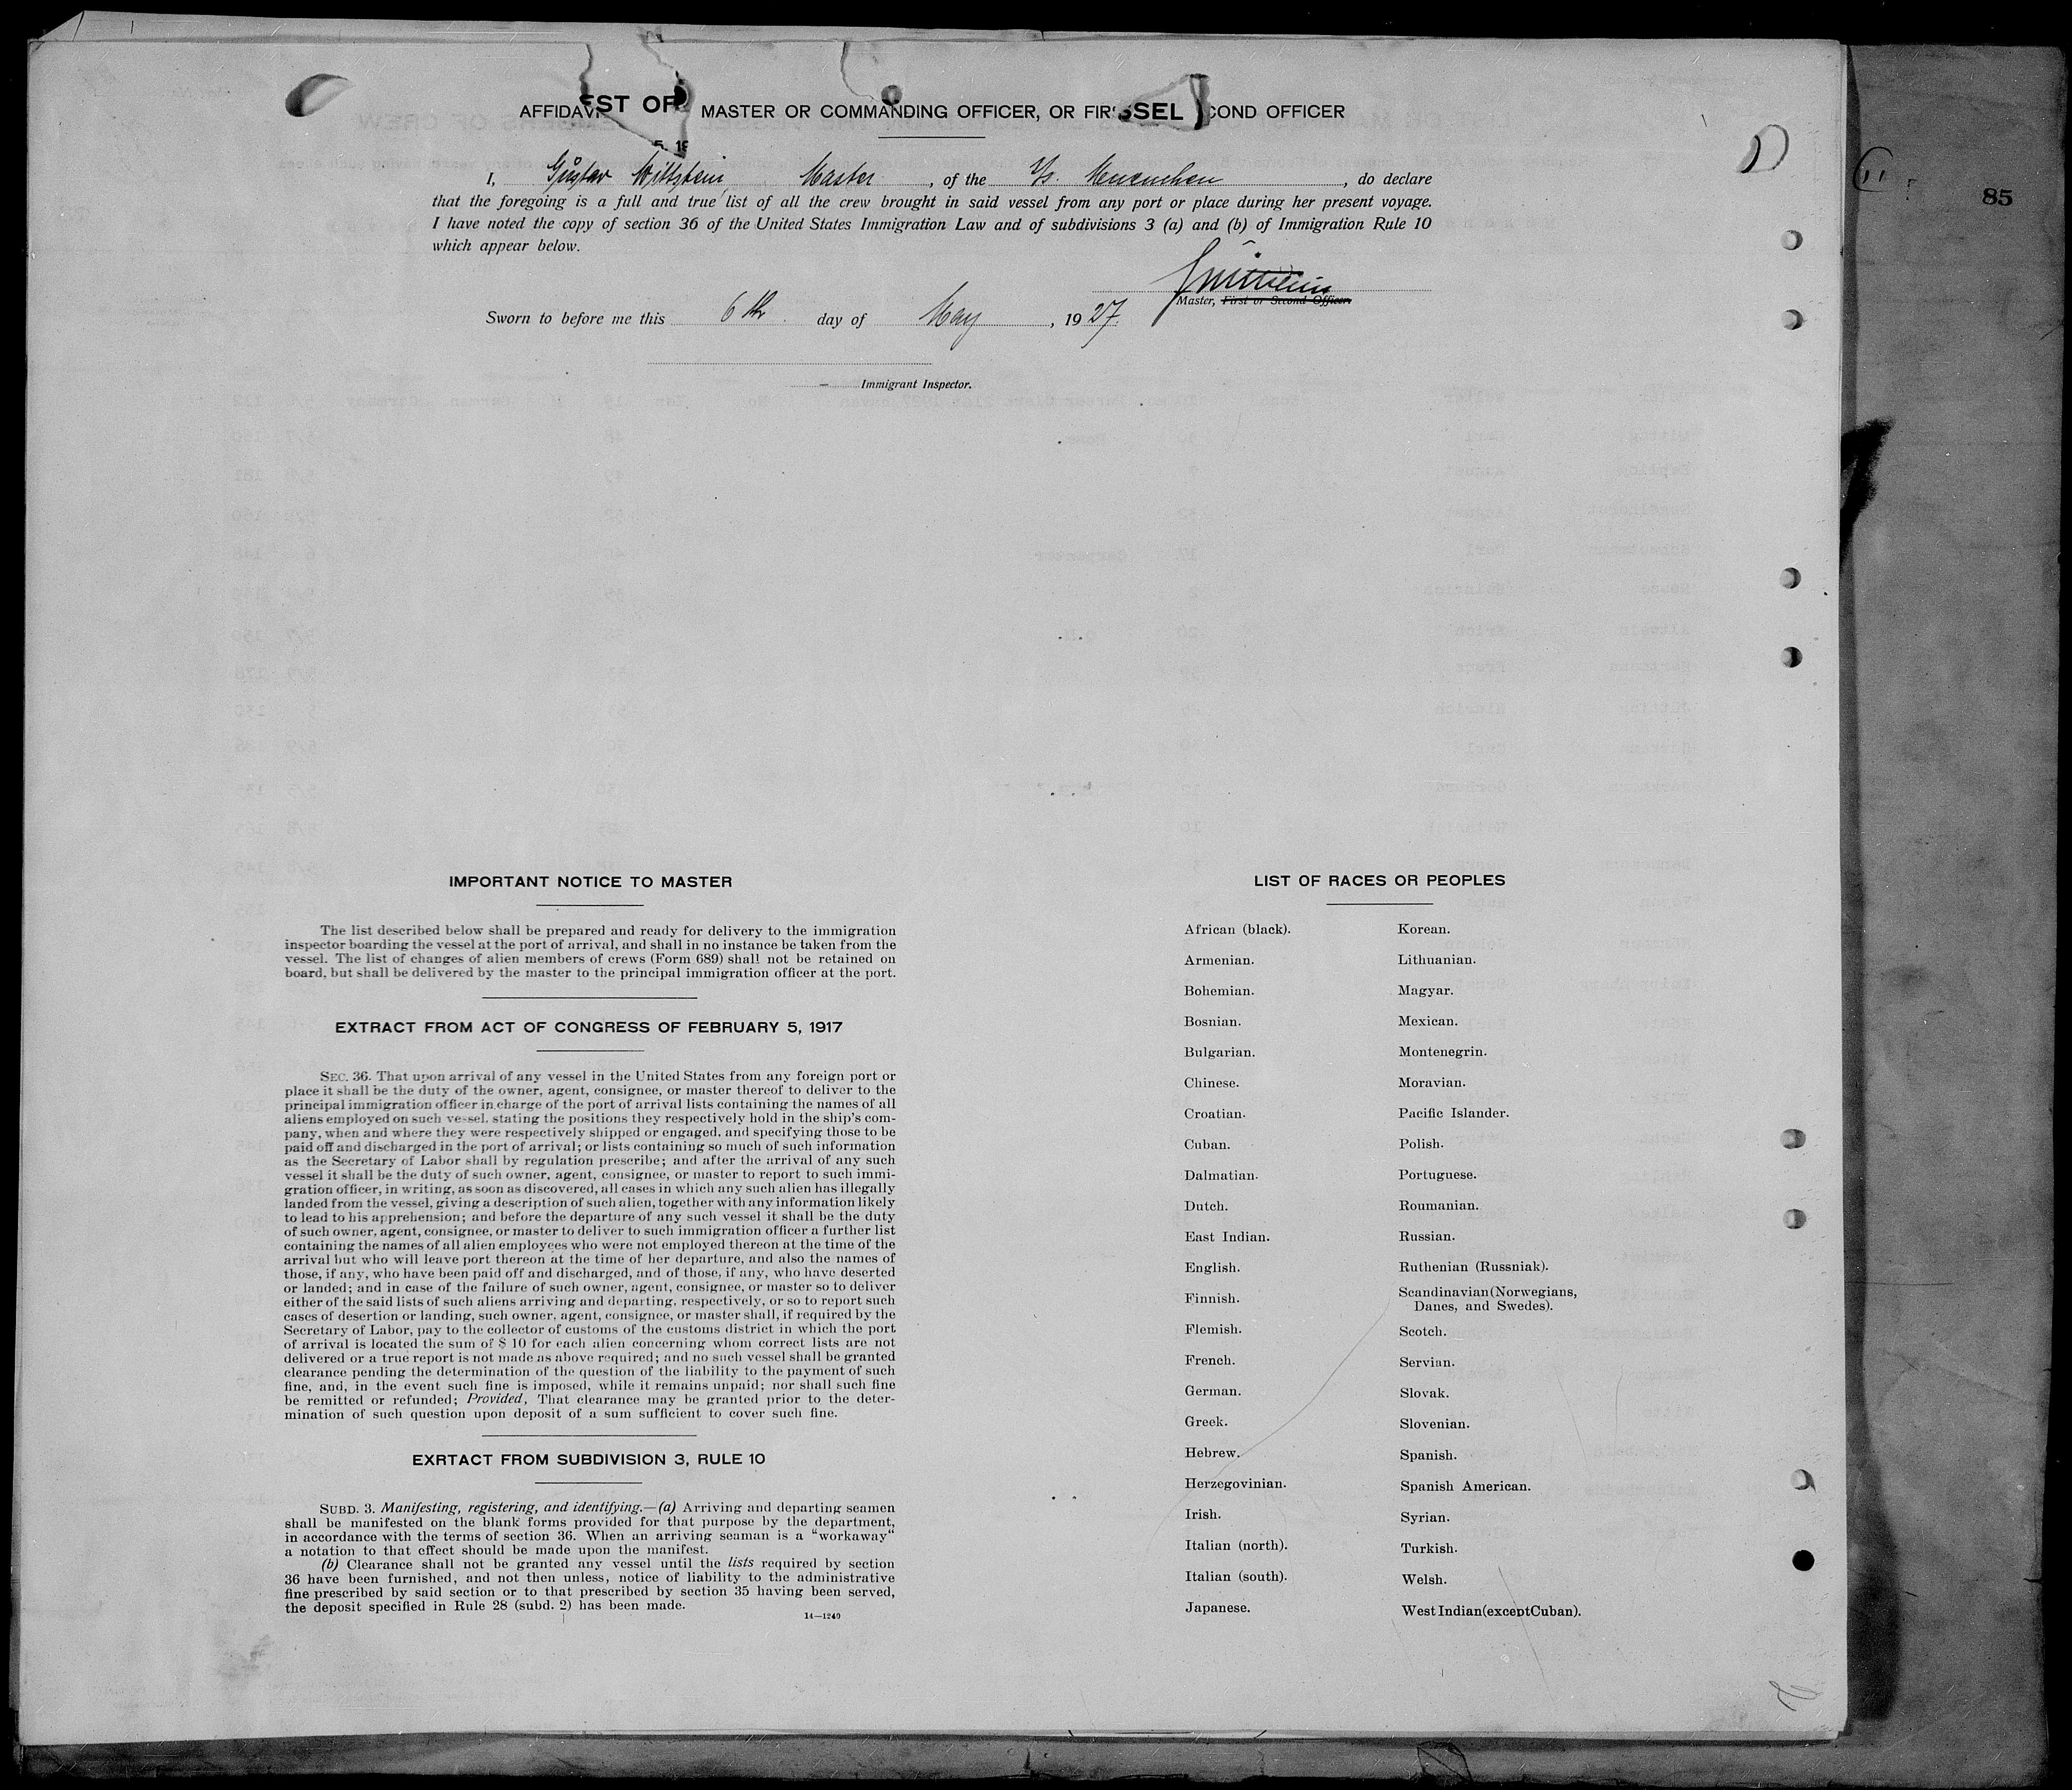 AFFIDAV ST OF MASTER OR COMMANDING OFFICER, OR FIR SSEL COND OFFICER
I, Gustav Wittstein, Master, of the S/s. Muenchen, do declare
that the foregoing is a full and true list of all the crew brought in said vessel from any port or place during her present voyage.
I have noted the copy of section 36 of the United States Immigration Law and of subdivisions 3 (a) and (b) of Immigration Rule 10
which appear below.
Master, First or Second Officer.
Sworn to before me this 6th day of May, 1927.
Immigrant Inspector.
85
IMPORTANT NOTICE TO MASTER
The list described below shall be prepared and ready for delivery to the immigration
inspector boarding the vessel at the port of arrival, and shall in no instance be taken from the
vessel. The list of changes of alien members of crews (Form 689) shall not be retained on
board, but shall be delivered by the master to the principal immigration officer at the port.
EXTRACT FROM ACT OF CONGRESS OF FEBRUARY 5, 1917
SEC. 36. That upon arrival of any vessel in the United States from any foreign port or
place it shall be the duty of the owner, agent, consignee, or master thereof to deliver to the
principal immigration officer in charge of the port of arrival lists containing the names of all
aliens employed on such vessel, stating the positions they respectively hold in the ship's com-
pany, when and where they were respectively shipped or engaged, and specifying those to be
paid off and discharged in the port of arrival; or lists containing so much of such information
as the Secretary of Labor shall by regulation prescribe; and after the arrival of any such
vessel it shall be the duty of such owner, agent, consignee, or master to report to such immi-
gration officer, in writing, as soon as discovered, all cases in which any such alien has illegally
landed from the vessel, giving a description of such alien, together with any information likely
to lead to his apprehension; and before the departure of any such vessel it shall be the duty
of such owner, agent, consignee, or master to deliver to such immigration officer a further list
containing the names of all alien employees who were not employed thereon at the time of the
arrival but who will leave port thereon at the time of her departure, and also the names of
those, if any, who have been paid off and discharged, and of those, if any, who have deserted
or landed; and in case of the failure of such owner, agent, consignee, or master so to deliver
either of the said lists of such aliens arriving and departing, respectively, or so to report such
cases of desertion or landing, such owner, agent, consignee, or master shall, if required by the
Secretary of Labor, pay to the collector of customs of the customs district in which the port
of arrival is located the sum of $ 10 for each alien concerning whom correct lists are not
delivered or a true report is not made as above required; and no such vessel shall be granted
clearance pending the determination of the question of the liability to the payment of such
fine, and, in the event such fine is imposed, while it remains unpaid; nor shall such fine
be remitted or refunded; Provided, That clearance may be granted prior to the deter-
mination of such question upon deposit of a sum sufficient to cover such fine.
EXRTACT FROM SUBDIVISION 3, RULE 10
SUBD. 3. Manifesting, registering, and identifying.—(a) Arriving and departing seamen
shall be manifested on the blank forms provided for that purpose by the department,
in accordance with the terms of section 36. When an arriving seaman is a "workaway"
a notation to that effect should be made upon the manifest.
(b) Clearance shall not be granted any vessel until the lists required by section
36 have been furnished, and not then unless, notice of liability to the administrative
fine prescribed by said section or to that prescribed by section 35 having been served,
the deposit specified in Rule 28 (subd. 2) has been made.
14—1240
LIST OF RACES OR PEOPLES
African (black).
Armenian.
Bohemian.
Bosnian.
Bulgarian.
Chinese.
Croatian.
Cuban.
Dalmatian.
Dutch.
East Indian.
English.
Finnish.
Flemish.
French.
German.
Greek.
Hebrew.
Herzegovinian.
Irish.
Italian (north).
Italian (south).
Japanese.
Korean.
Lithuanian.
Magyar.
Mexican.
Montenegrin.
Moravian.
Pacific Islander.
Polish.
Portuguese.
Roumanian.
Russian.
Ruthenian (Russniak).
Scandinavian(Norwegians,
Danes, and Swedes).
Scotch.
Servian.
Slovak.
Slovenian.
Spanish.
Spanish American.
Syrian.
Turkish.
Welsh.
West Indian(except Cuban).